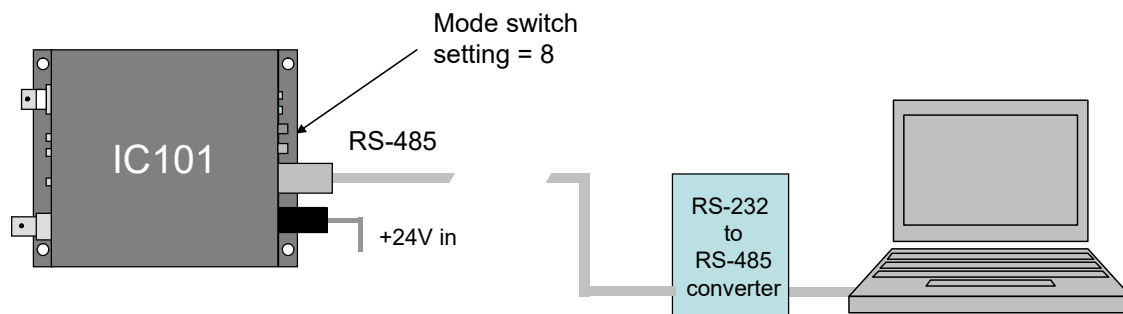 Mode switch
setting = 8
IC101
RS-485
+24V in
RS-232
to
RS-485
converter